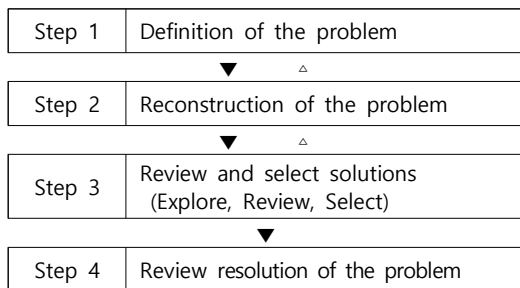 Step 1 Definition of the problem
▼ △
Step 2 Reconstruction of the problem
▼ △
Step 3 Review and select solutions
(Explore, Review, Select)
▼
Step 4 Review resolution of the problem